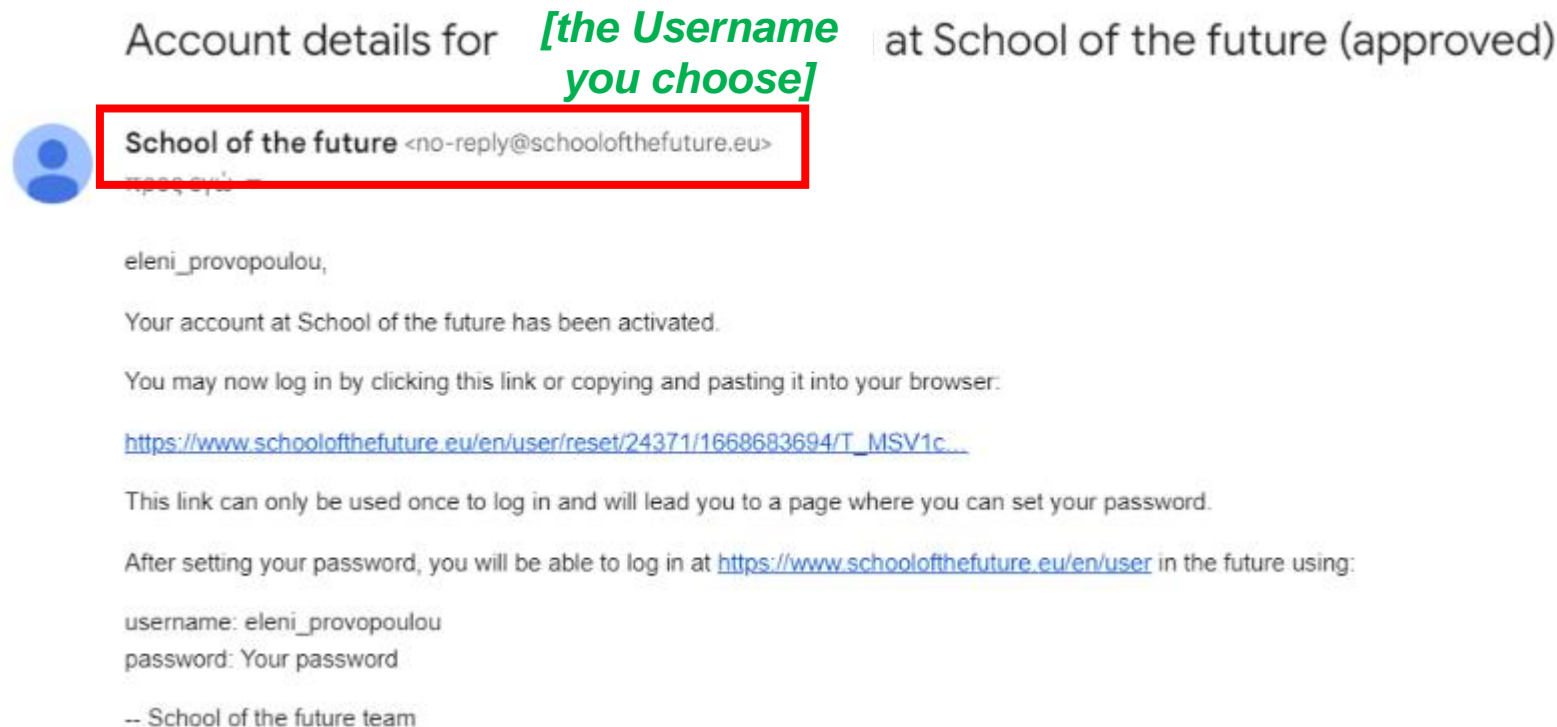 Account details for [the Username you choose] at School of the future (approved)
School of the future <no-reply@schoolofthefuture.eu>
προς εγώ
eleni_provopoulou,
Your account at School of the future has been activated.
You may now log in by clicking this link or copying and pasting it into your browser:
https://www.schoolofthefuture.eu/en/user/reset/24371/1668683694/T_MSV1c...
This link can only be used once to log in and will lead you to a page where you can set your password.
After setting your password, you will be able to log in at https://www.schoolofthefuture.eu/en/user in the future using:
username: eleni_provopoulou
password: Your password
-- School of the future team